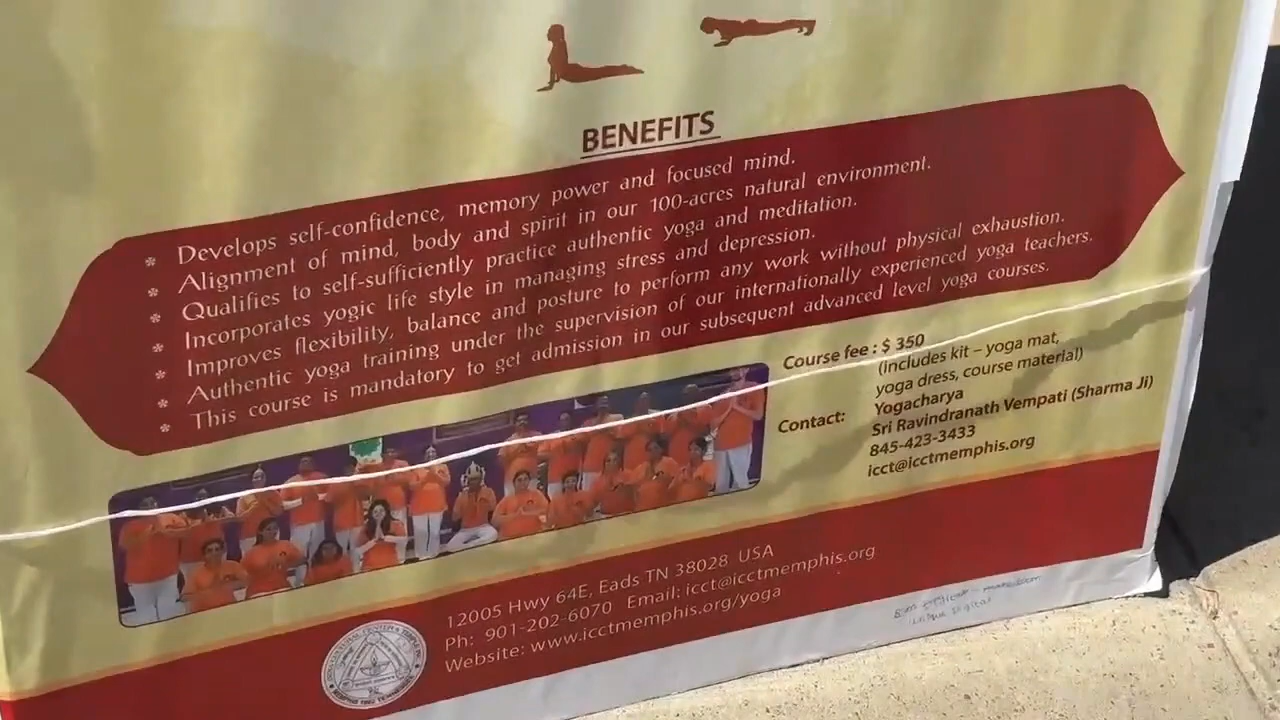 BENEFITS
* Develops self-confidence, memory power and focused mind.
* Alignment of mind, body and spirit in our 100-acres natural environment.
* Qualifies to self-sufficiently practice authentic yoga and meditation.
* Incorporates yogic life style in managing stress and depression.
* Improves flexibility, balance and posture to perform any work without physical exhaustion.
* Authentic yoga training under the supervision of our internationally experienced yoga teachers.
* This course is mandatory to get admission in our subsequent advanced level yoga courses.
Course fee : $ 350
(includes kit – yoga mat,
yoga dress, course material)
Contact: Yogacharya
Sri Ravindranath Vempati (Sharma Ji)
845-423-3433
icct@icctmemphis.org
12005 Hwy 64E, Eads TN 38028 USA
Ph: 901-202-6070 Email: icct@icctmemphis.org
Website: www.icctmemphis.org/yoga